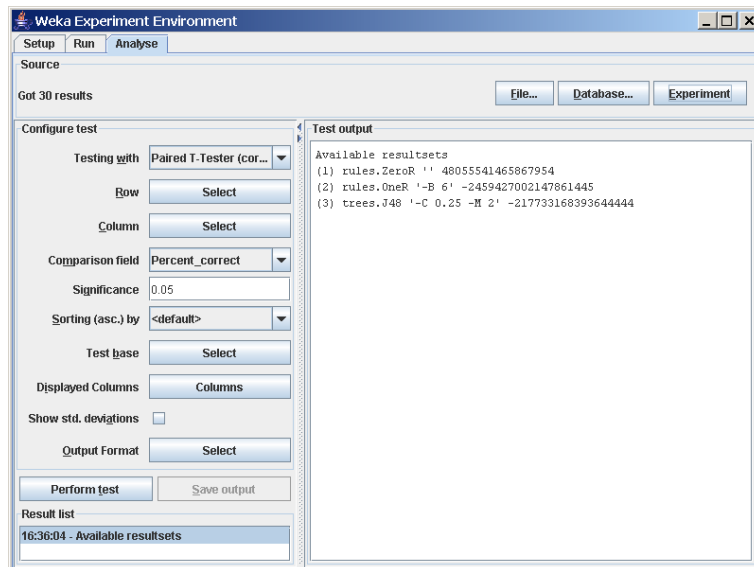 Weka Experiment Environment
Setup Run Analyse
Source
Got 30 results
File... Database... Experiment
Configure test
Testing with Paired T-Tester (cor...
Row Select
Column Select
Comparison field Percent_correct
Significance 0.05
Sorting (asc.) by <default>
Test base Select
Displayed Columns Columns
Show std. deviations
Output Format Select
Perform test Save output
Result list
16:36:04 - Available resultsets
Test output
Available resultsets
(1) rules.ZeroR '' 48055541465867954
(2) rules.OneR '-B 6' -2459427002147861445
(3) trees.J48 '-C 0.25 -M 2' -217733168393644444